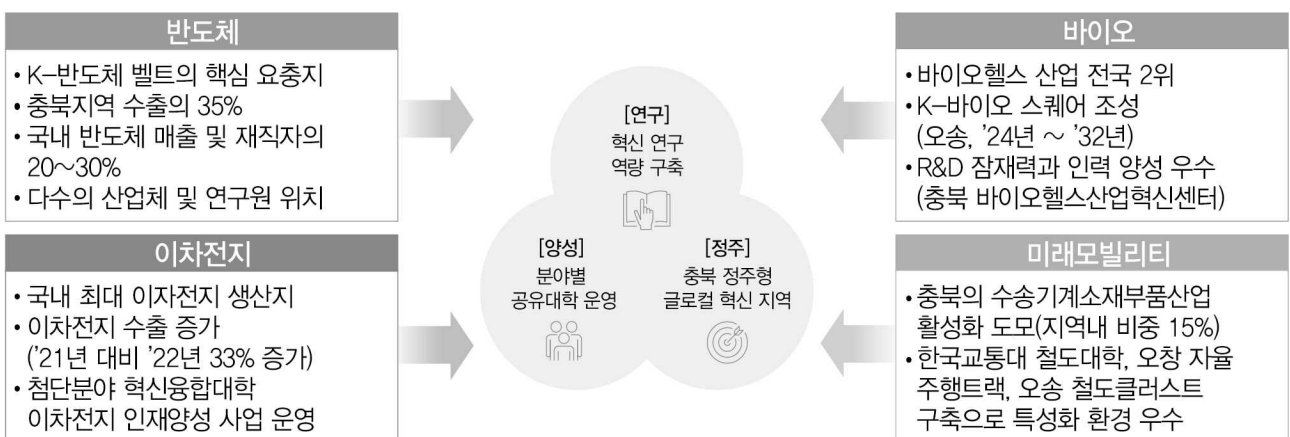 반도체
•K-반도체 벨트의 핵심 요충지
•충북지역 수출의 35%
•국내 반도체 매출 및 재직자의
20~30%
•다수의 산업체 및 연구원 위치
이차전지
•국내 최대 이자전지 생산지
•이차전지 수출 증가
('21년 대비 '22년 33% 증가)
•첨단분야 혁신융합대학
이차전지 인재양성 사업 운영
[연구]
혁신 연구
역량 구축
[양성]
분야별
공유대학 운영
[정주]
충북 정주형
글로컬 혁신 지역
바이오
•바이오헬스 산업 전국 2위
•K-바이오 스퀘어 조성
(오송, '24년 ~ '32년)
•R&D 잠재력과 인력 양성 우수
(충북 바이오헬스산업혁신센터)
미래모빌리티
•충북의 수송기계소재부품산업
활성화 도모(지역내 비중 15%)
•한국교통대 철도대학, 오창 자율
주행트랙, 오송 철도클러스트
구축으로 특성화 환경 우수